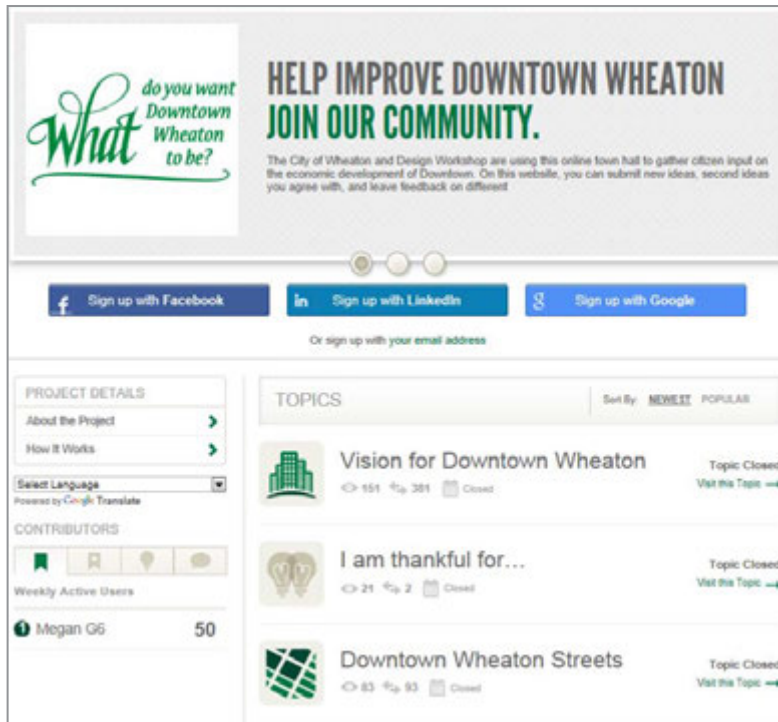 What do you want
Downtown
Wheaton
to be?
HELP IMPROVE DOWNTOWN WHEATON
JOIN OUR COMMUNITY.
The City of Wheaton and Design Workshop are using this online town hall to gather citizen input on
the economic development of Downtown. On this website, you can submit new ideas, second ideas
you agree with, and leave feedback on different
f Sign up with Facebook
in Sign up with LinkedIn
g Sign up with Google
Or sign up with your email address
PROJECT DETAILS
About the Project
How It Works
Select Language
Powered by Google Translate
CONTRIBUTORS
Weekly Active Users
1 Megan G6 50
TOPICS
Sort By: NEWEST POPULAR
Vision for Downtown Wheaton
151 381 Closed
Topic Closed
Visit this Topic
I am thankful for...
21 2 Closed
Topic Closed
Visit this Topic
Downtown Wheaton Streets
83 93 Closed
Topic Closed
Visit this Topic